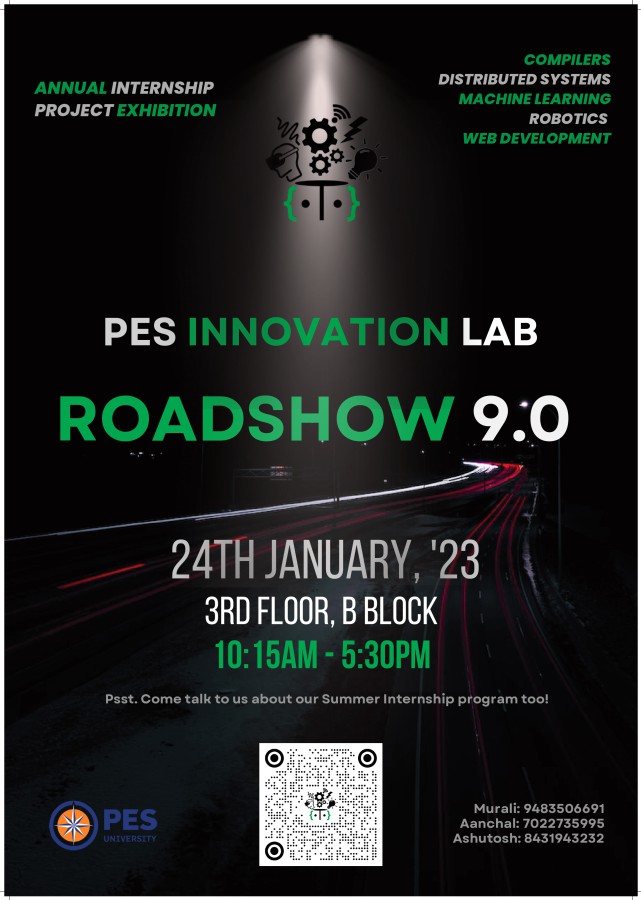 ANNUAL INTERNSHIP
PROJECT EXHIBITION
COMPILERS
DISTRIBUTED SYSTEMS
MACHINE LEARNING
ROBOTICS
WEB DEVELOPMENT
PES INNOVATION LAB
ROADSHOW 9.0
24TH JANUARY, '23
3RD FLOOR, B BLOCK
10:15AM - 5:30PM
Psst. Come talk to us about our Summer Internship program too!
PES
UNIVERSITY
Murali: 9483506691
Aanchal: 7022735995
Ashutosh: 8431943232